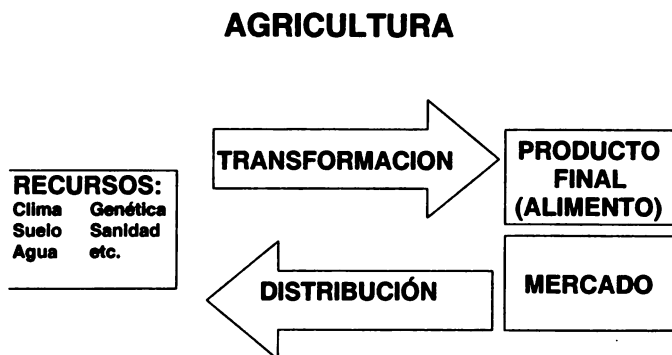 AGRICULTURA
TRANSFORMACION
PRODUCTO
FINAL
(ALIMENTO)
RECURSOS:
Clima Genética
Suelo Sanidad
Agua etc.
DISTRIBUCIÓN
MERCADO